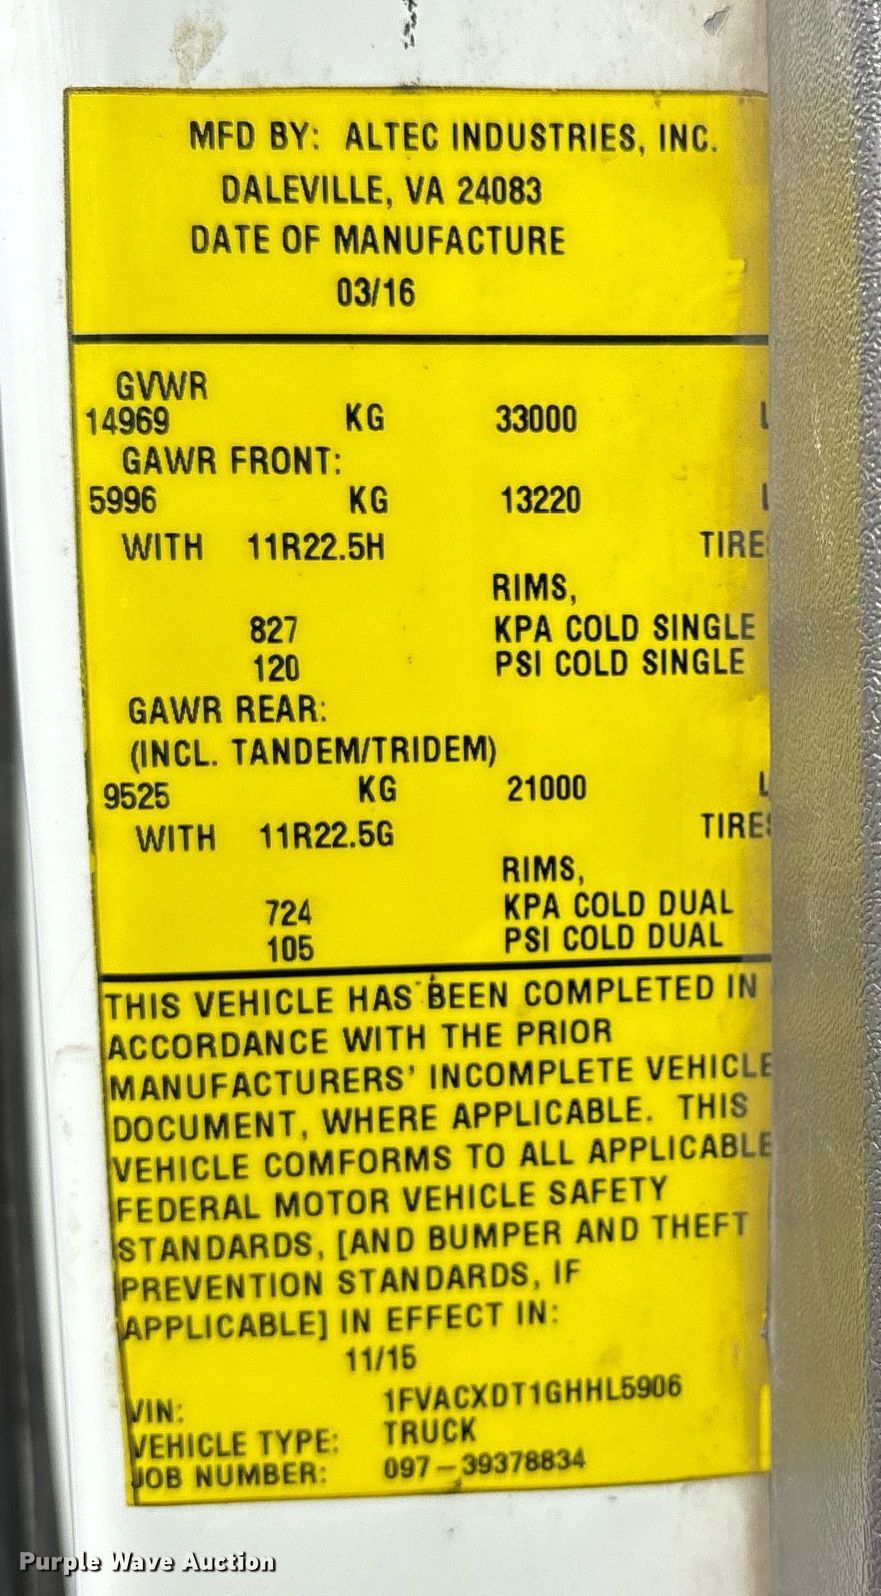 MFD BY: ALTEC INDUSTRIES, INC.
DALEVILLE, VA 24083
DATE OF MANUFACTURE
03/16
GVWR
14969 KG 33000
GAWR FRONT:
5996 KG 13220
WITH 11R22.5H TIRE
RIMS,
827 KPA COLD SINGLE
120 PSI COLD SINGLE
GAWR REAR:
(INCL. TANDEM/TRIDEM)
9525 KG 21000
WITH 11R22.5G TIRES
RIMS,
724 KPA COLD DUAL
105 PSI COLD DUAL
THIS VEHICLE HAS BEEN COMPLETED IN
ACCORDANCE WITH THE PRIOR
MANUFACTURERS' INCOMPLETE VEHICLE
DOCUMENT, WHERE APPLICABLE. THIS
VEHICLE COMFORMS TO ALL APPLICABLE
FEDERAL MOTOR VEHICLE SAFETY
STANDARDS, [AND BUMPER AND THEFT
PREVENTION STANDARDS, IF
APPLICABLE] IN EFFECT IN:
11/15
VIN: 1FVACXDT1GHHL5906
VEHICLE TYPE: TRUCK
JOB NUMBER: 097-39378834
Purple Wave Auction